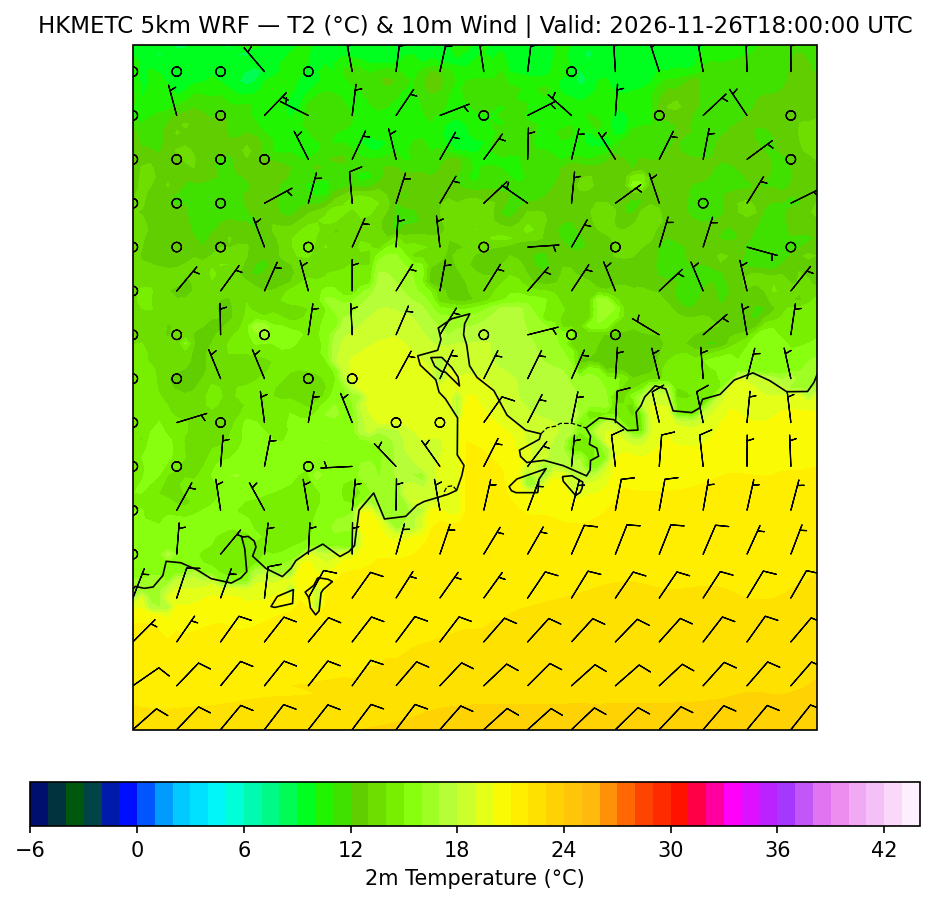 HKMETC 5km WRF — T2 (°C) & 10m Wind | Valid: 2026-11-26T18:00:00 UTC
−6 0 6 12 18 24 30 36 42
2m Temperature (°C)